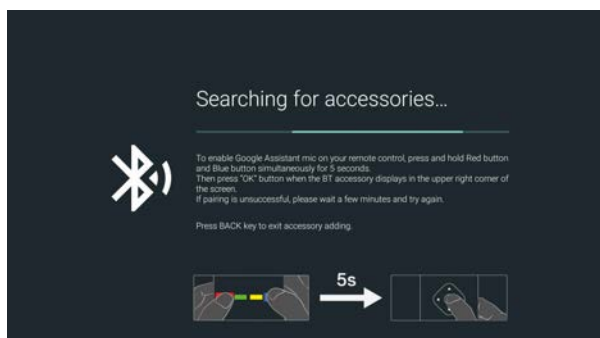 Searching for accessories...
To enable Google Assistant mic on your remote control, press and hold Red button
and Blue button simultaneously for 5 seconds.
Then press "OK" button when the BT accessory displays in the upper right corner of
the screen.
If pairing is unsuccessful, please wait a few minutes and try again.
Press BACK key to exit accessory adding.
5s